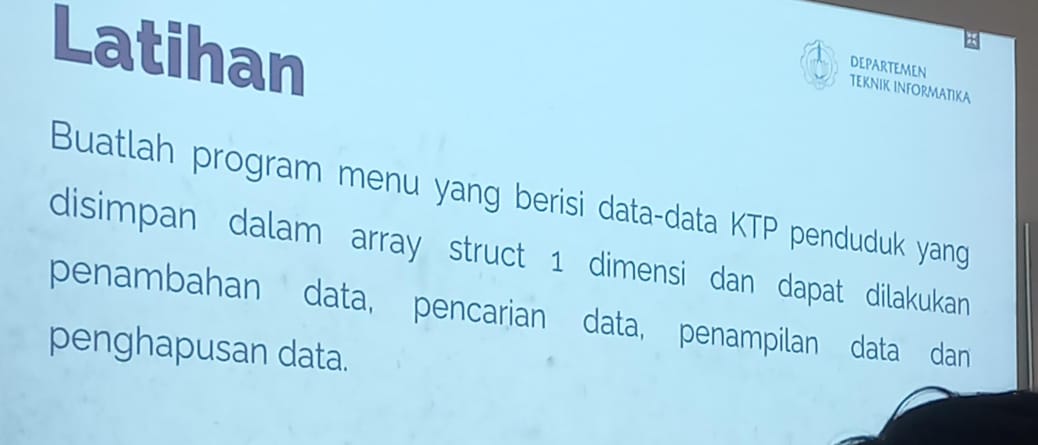 Latihan
DEPARTEMEN
TEKNIK INFORMATIKA
Buatlah program menu yang berisi data-data KTP penduduk yang
disimpan dalam array struct 1 dimensi dan dapat dilakukan
penambahan data, pencarian data, penampilan data dan
penghapusan data.